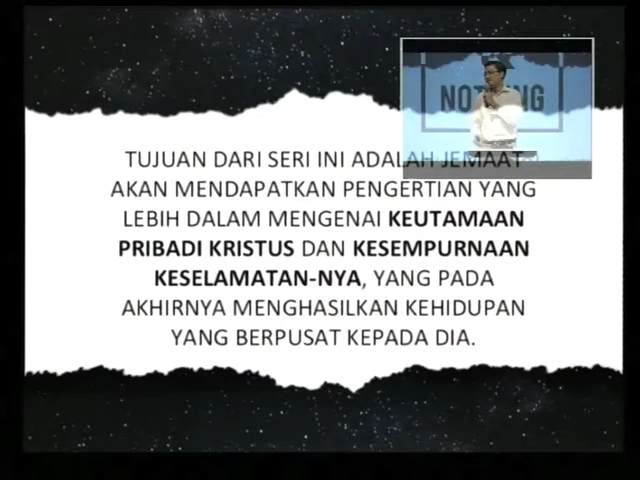 NOTHING
TUJUAN DARI SERI INI ADALAH JEMAAT
AKAN MENDAPATKAN PENGERTIAN YANG
LEBIH DALAM MENGENAI KEUTAMAAN
PRIBADI KRISTUS DAN KESEMPURNAAN
KESELAMATAN-NYA, YANG PADA
AKHIRNYA MENGHASILKAN KEHIDUPAN
YANG BERPUSAT KEPADA DIA.